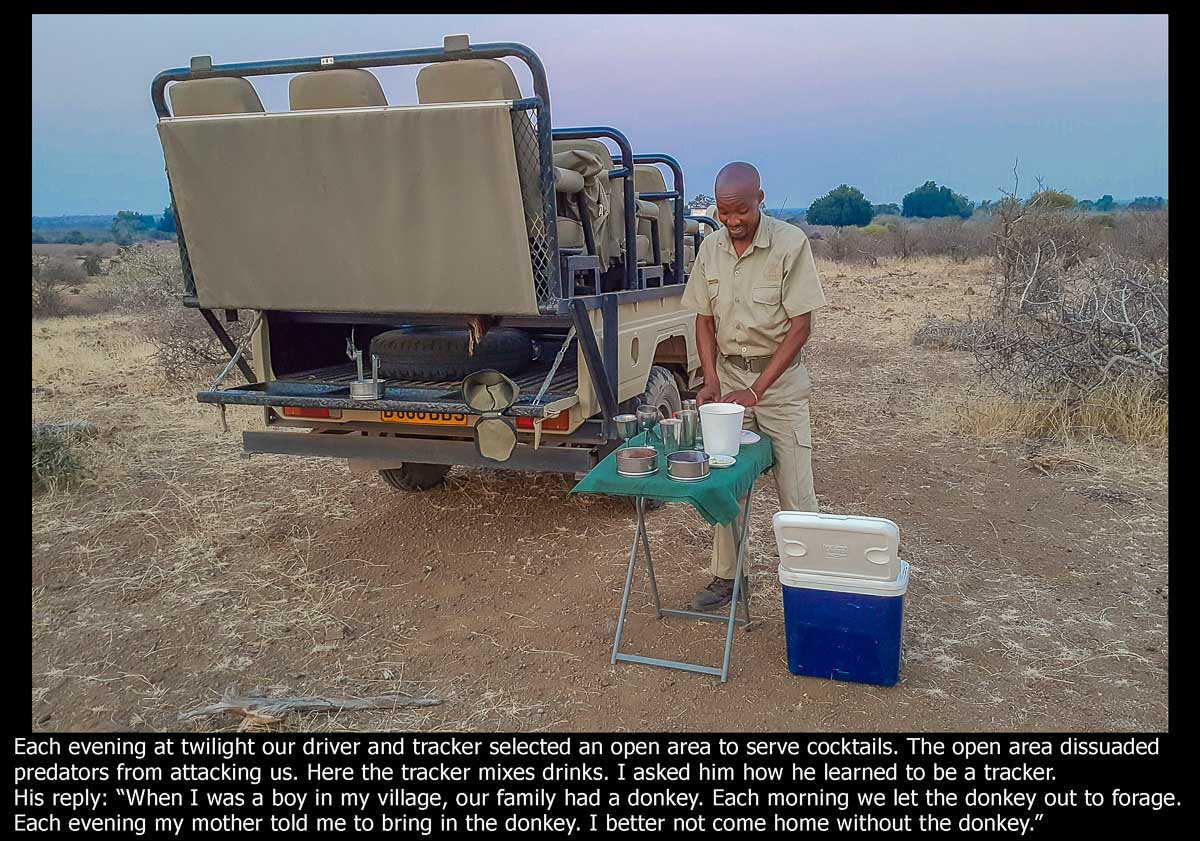 Each evening at twilight our driver and tracker selected an open area to serve cocktails. The open area dissuaded
predators from attacking us. Here the tracker mixes drinks. I asked him how he learned to be a tracker.
His reply: “When I was a boy in my village, our family had a donkey. Each morning we let the donkey out to forage.
Each evening my mother told me to bring in the donkey. I better not come home without the donkey.”